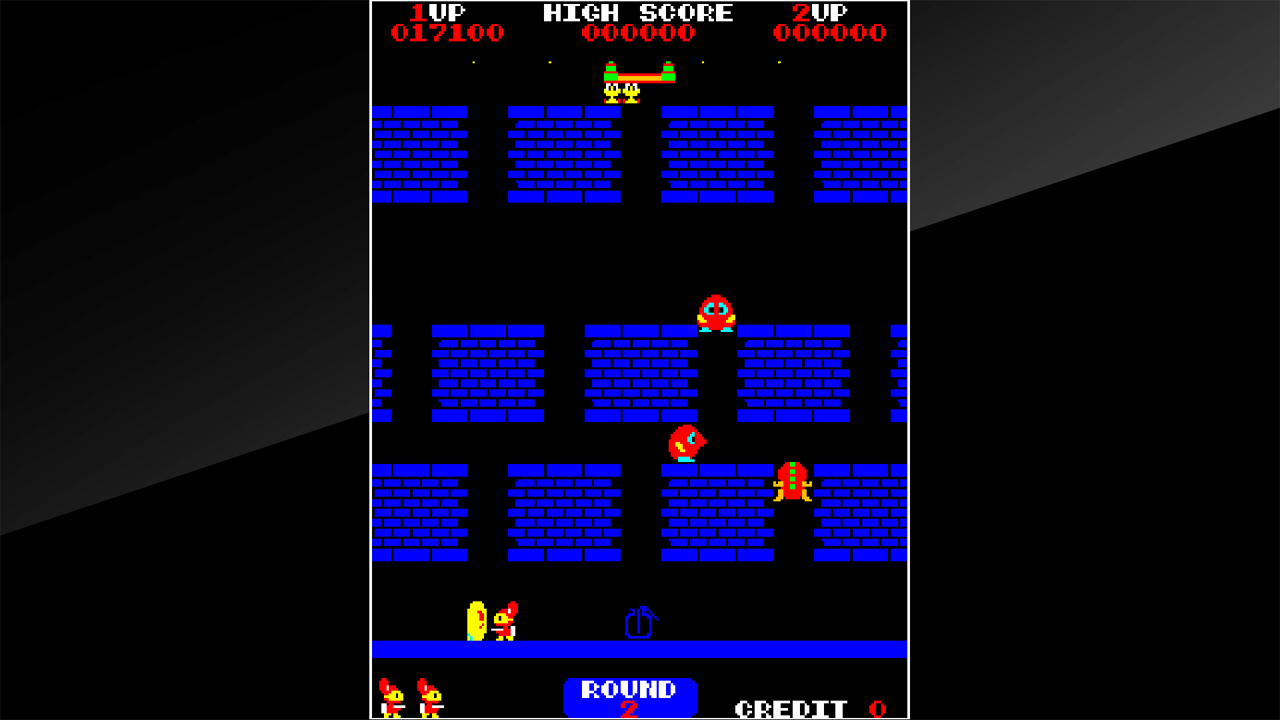 1UP HIGH SCORE 2UP
017100 000000 000000
ROUND
2
CREDIT 0